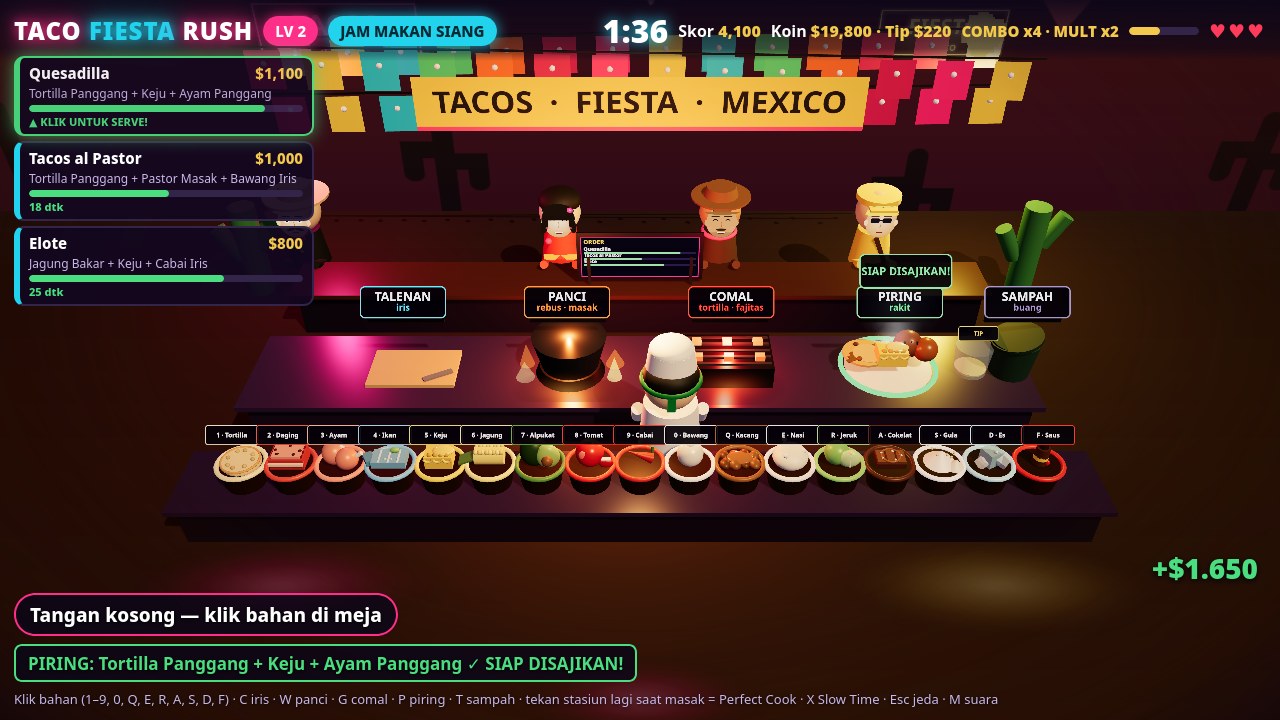 TACO FIESTA RUSH LV 2 JAM MAKAN SIANG
1:36 Skor 4,100 Koin $19,800 · Tip $220 COMBO x4 · MULT x2
Quesadilla $1,100
Tortilla Panggang + Keju + Ayam Panggang
▲ KLIK UNTUK SERVE!
Tacos al Pastor $1,000
Tortilla Panggang + Pastor Masak + Bawang Iris
18 dtk
Elote $800
Jagung Bakar + Keju + Cabai Iris
25 dtk
TACOS · FIESTA · MEXICO
ORDER
Quesadilla
Tacos al Pastor
SIAP DISAJIKAN!
TALENAN
iris
PANCI
rebus · masak
COMAL
tortilla · fajitas
PIRING
rakit
SAMPAH
buang
TIP
1 · Tortilla 2 · Daging 3 · Ayam 4 · Ikan 5 · Keju 6 · Jagung 7 · Alpukat 8 · Tomat 9 · Cabai 0 · Bawang Q · Kacang E · Nasi R · Jeruk A · Cokelat S · Gula D · Es F · Saus
+$1.650
Tangan kosong — klik bahan di meja
PIRING: Tortilla Panggang + Keju + Ayam Panggang ✓ SIAP DISAJIKAN!
Klik bahan (1–9, 0, Q, E, R, A, S, D, F) · C iris · W panci · G comal · P piring · T sampah · tekan stasiun lagi saat masak = Perfect Cook · X Slow Time · Esc jeda · M suara